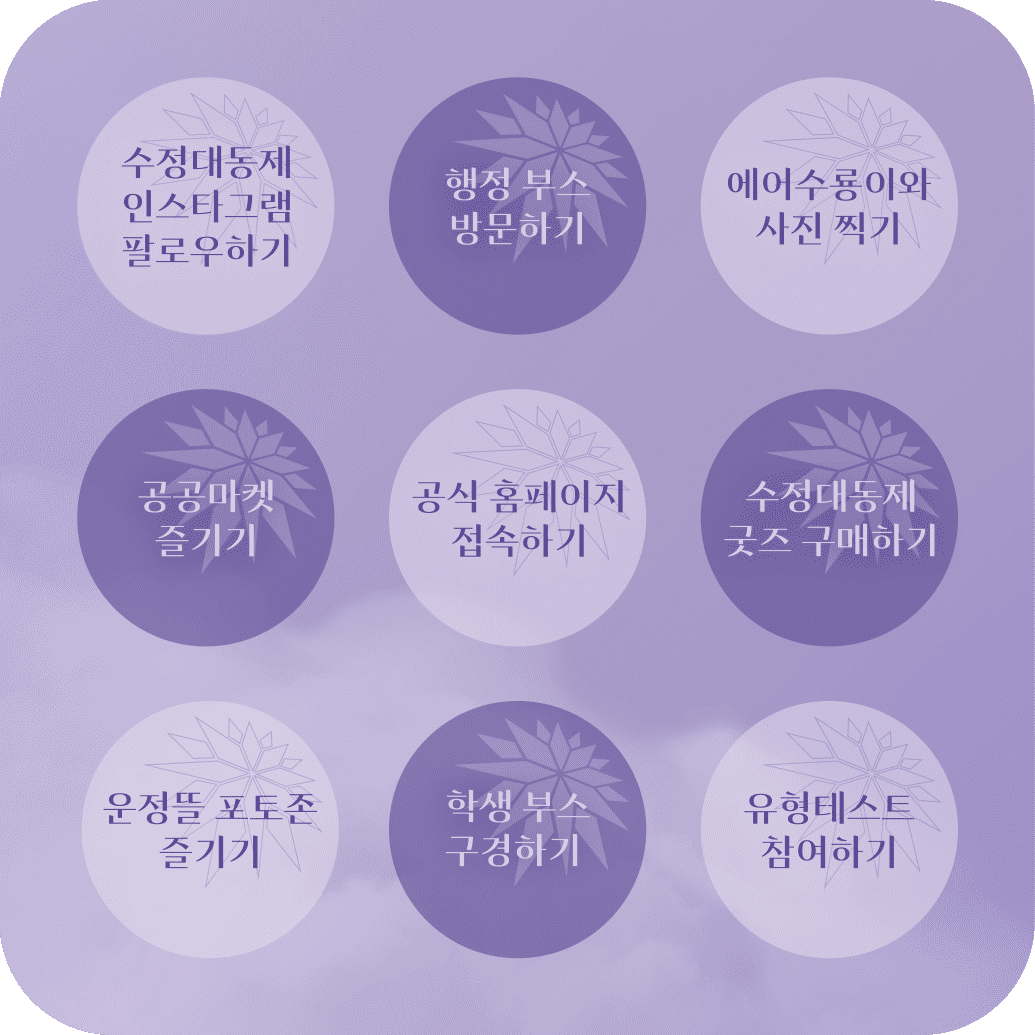 수정대동제
인스타그램
팔로우하기
행정 부스
방문하기
에어수룡이와
사진 찍기
공공마켓
즐기기
공식 홈페이지
접속하기
수정대동제
굿즈 구매하기
운정뜰 포토존
즐기기
학생 부스
구경하기
유형테스트
참여하기